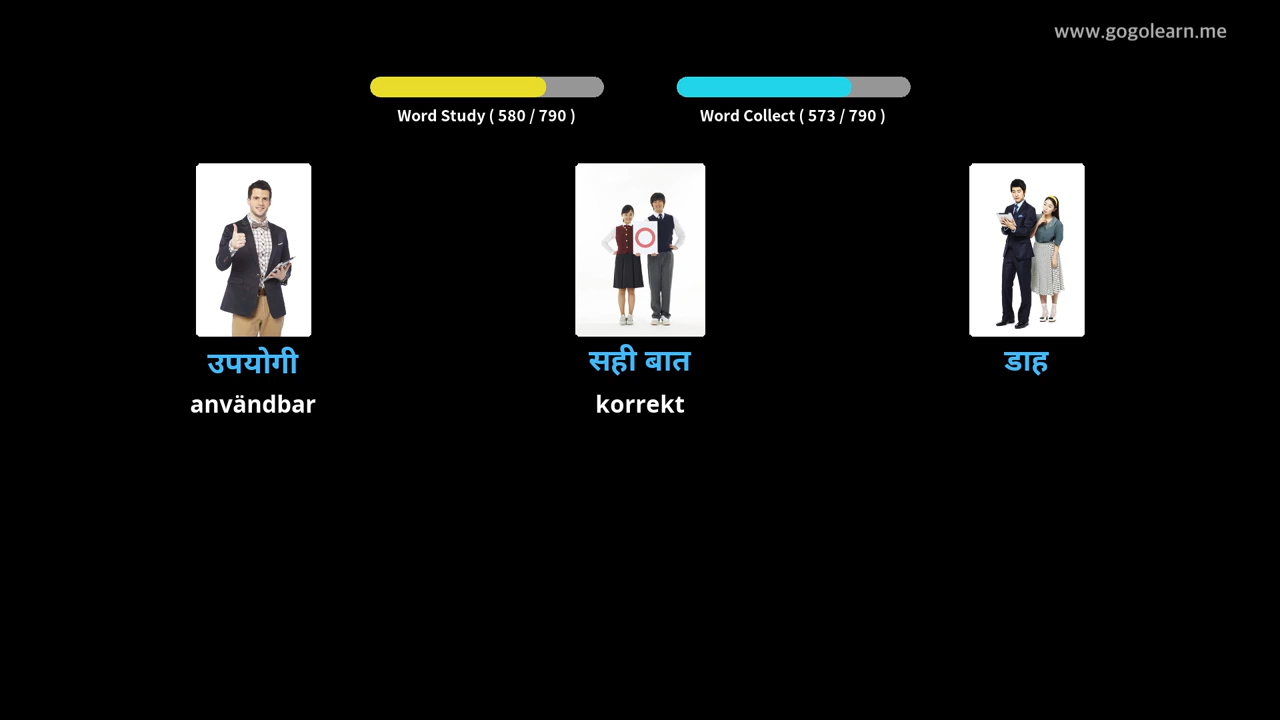 www.gogolearn.me
Word Study ( 580 / 790 )
Word Collect ( 573 / 790 )
उपयोगी
सही बात
डाह
användbar
korrekt